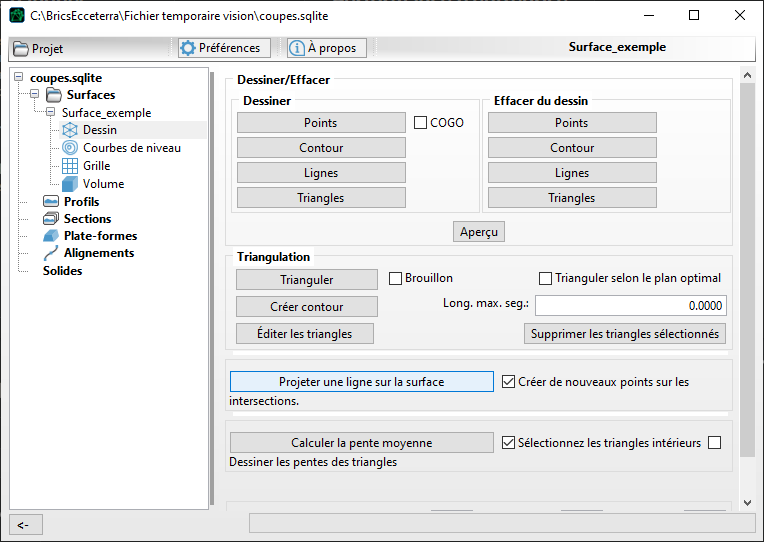 C:\BricsEcceterra\Fichier temporaire vision\coupes.sqlite
Projet
Préférences
À propos
Surface_exemple
coupes.sqlite
Surfaces
Surface_exemple
Dessin
Courbes de niveau
Grille
Volume
Profils
Sections
Plate-formes
Alignements
Solides
Dessiner/Effacer
Dessiner
Points
COGO
Contour
Lignes
Triangles
Effacer du dessin
Points
Contour
Lignes
Triangles
Aperçu
Triangulation
Trianguler
Brouillon
Trianguler selon le plan optimal
Créer contour
Long. max. seg.:
0.0000
Éditer les triangles
Supprimer les triangles sélectionnés
Projeter une ligne sur la surface
Créer de nouveaux points sur les
intersections.
Calculer la pente moyenne
Sélectionnez les triangles intérieurs
Dessiner les pentes des triangles
<-